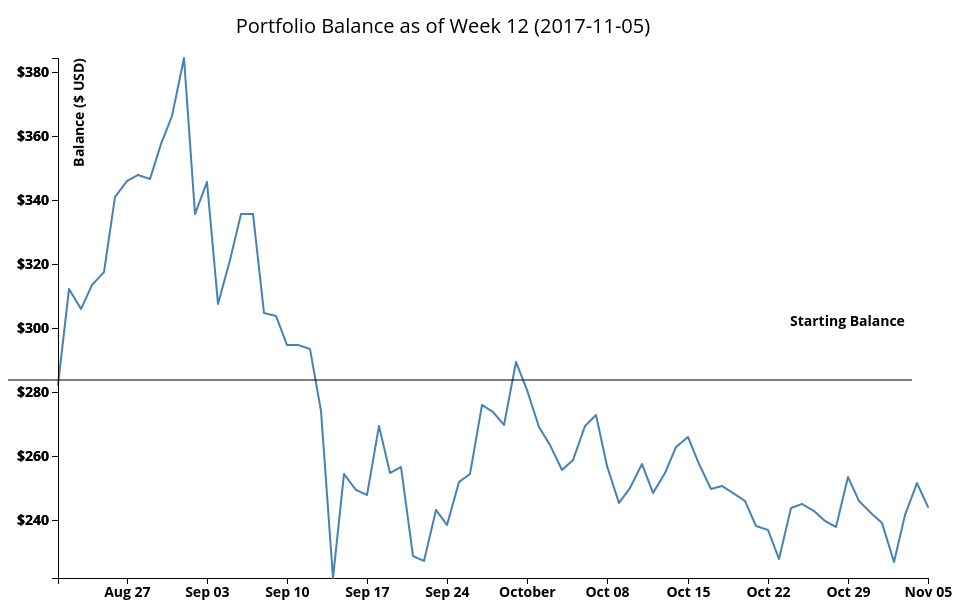 Portfolio Balance as of Week 12 (2017-11-05)
Balance ($ USD)
$380
$360
$340
$320
$300
$280
$260
$240
Starting Balance
Aug 27 Sep 03 Sep 10 Sep 17 Sep 24 October Oct 08 Oct 15 Oct 22 Oct 29 Nov 05